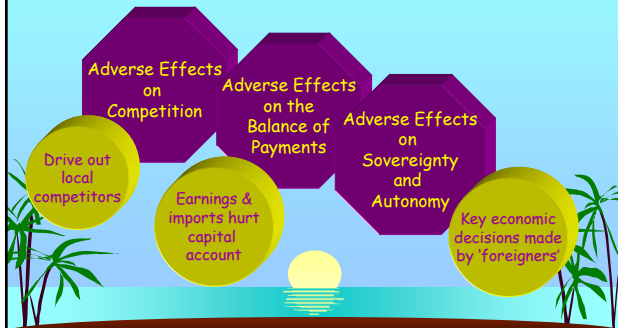 Adverse Effects
on
Competition
Adverse Effects
on the
Balance of
Payments
Adverse Effects
on
Sovereignty
and
Autonomy
Drive out
local
competitors
Earnings &
imports hurt
capital
account
Key economic
decisions made
by ‘foreigners’